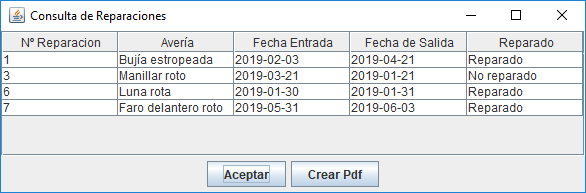 Consulta de Reparaciones
Nº Reparacion Avería Fecha Entrada Fecha de Salida Reparado
1 Bujía estropeada 2019-02-03 2019-04-21 Reparado
3 Manillar roto 2019-03-21 2019-01-21 No reparado
6 Luna rota 2019-01-30 2019-01-31 Reparado
7 Faro delantero roto 2019-05-31 2019-06-03 Reparado
Aceptar Crear Pdf